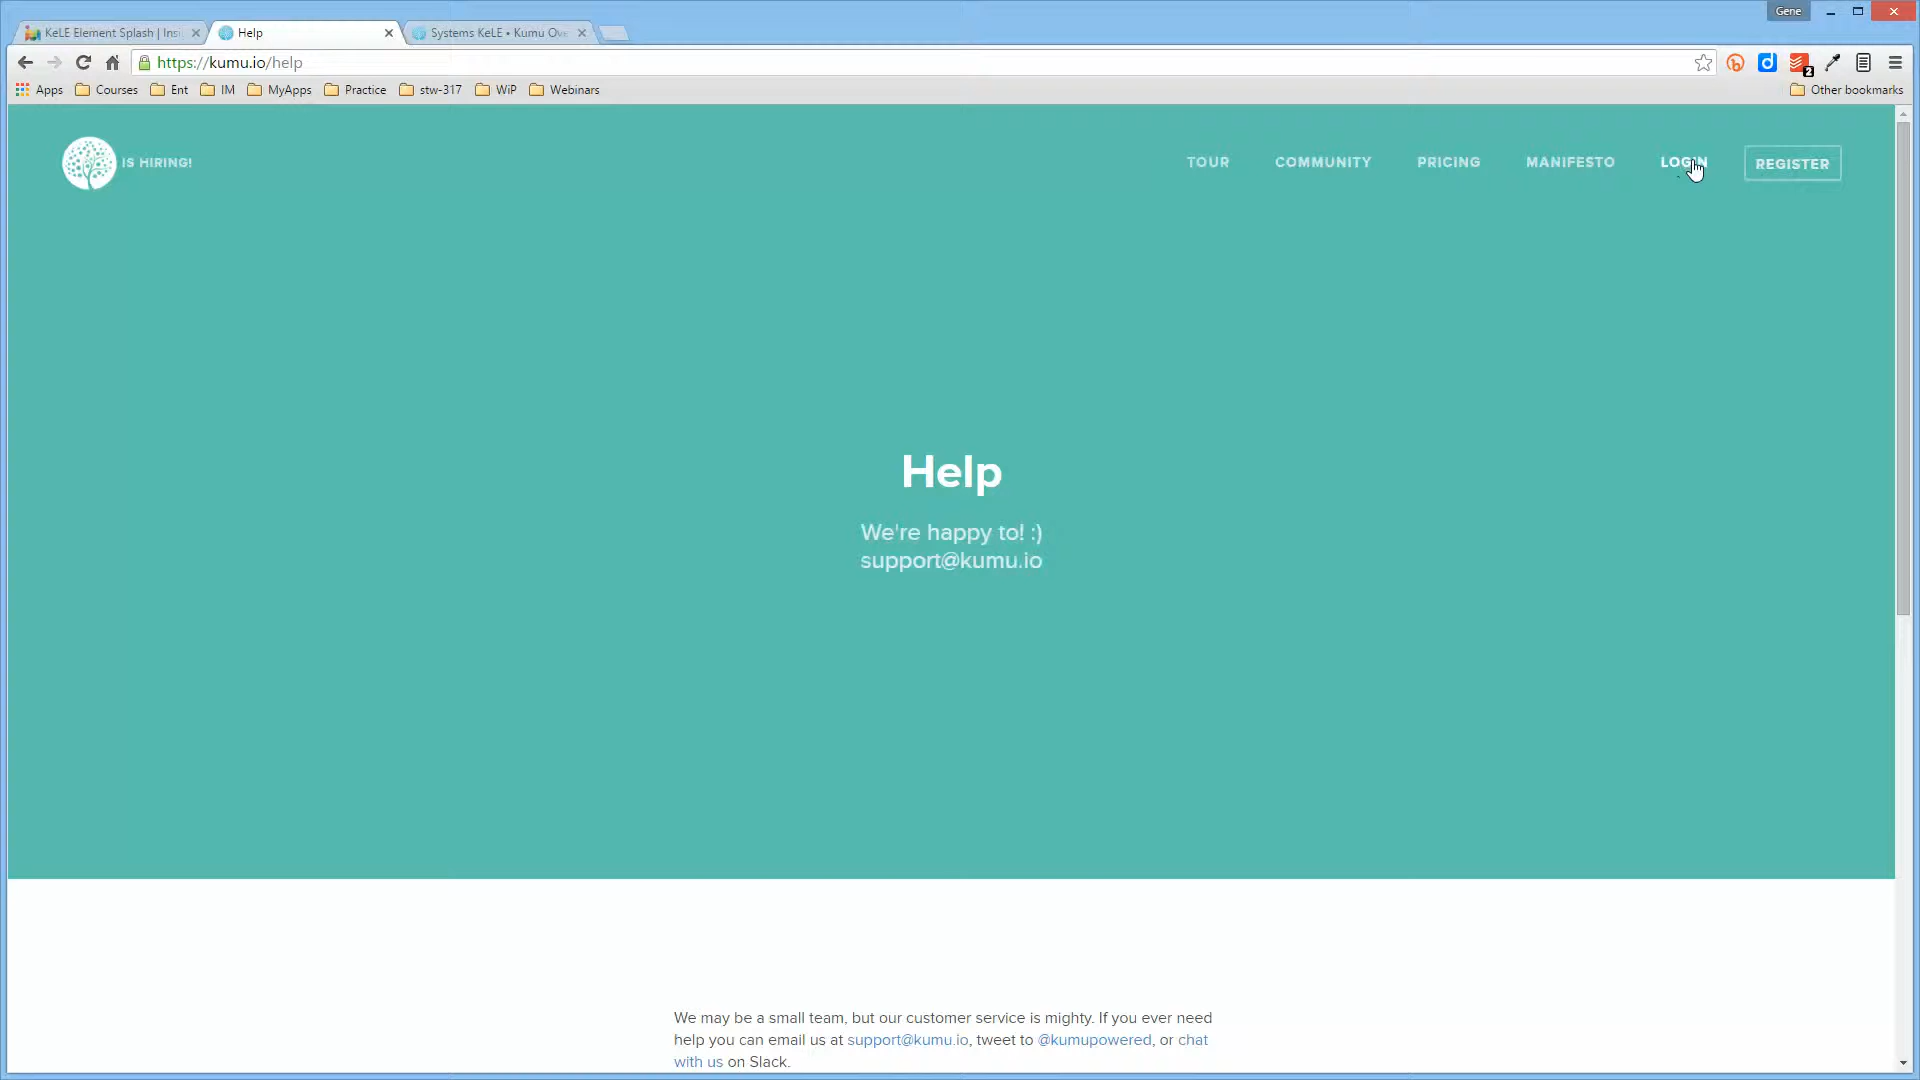 Gene
KeLE Element Splash | Insi
Help
Systems KeLE • Kumu Ove
https://kumu.io/help
2
Apps Courses Ent IM MyApps Practice stw-317 WiP Webinars Other bookmarks
IS HIRING! TOUR COMMUNITY PRICING MANIFESTO LOGIN REGISTER
Help
We're happy to! :)
support@kumu.io
We may be a small team, but our customer service is mighty. If you ever need
help you can email us at support@kumu.io, tweet to @kumupowered, or chat
with us on Slack.